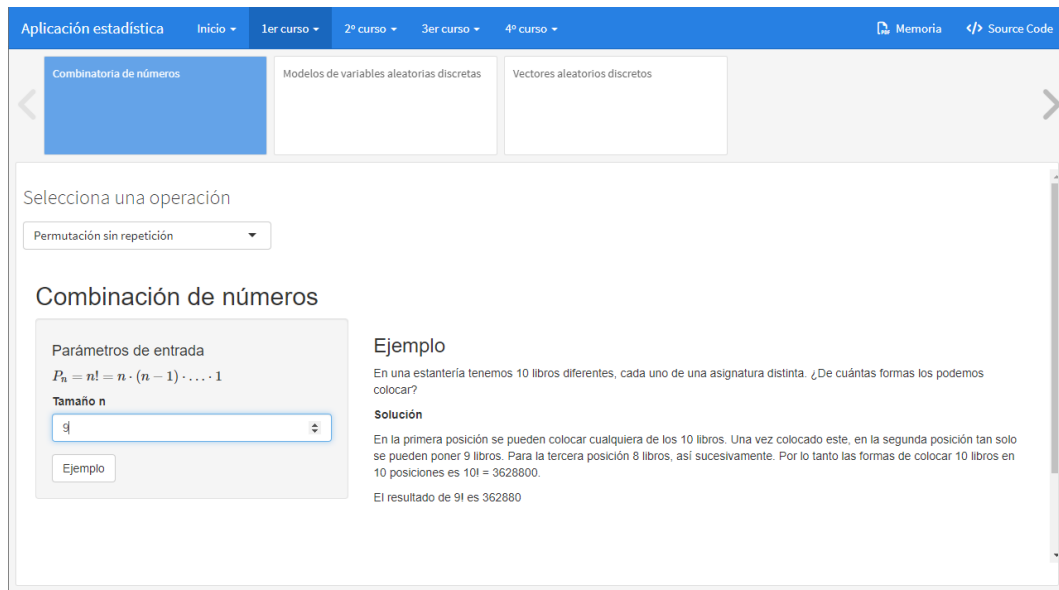 Aplicación estadística Inicio 1er curso 2º curso 3er curso 4º curso Memoria </> Source Code
Combinatoria de números Modelos de variables aleatorias discretas Vectores aleatorios discretos
Selecciona una operación
Permutación sin repetición
Combinación de números
Parámetros de entrada
P_n = n! = n · (n − 1) · … · 1
Tamaño n
9
Ejemplo
Ejemplo
En una estantería tenemos 10 libros diferentes, cada uno de una asignatura distinta. ¿De cuántas formas los podemos
colocar?
Solución
En la primera posición se pueden colocar cualquiera de los 10 libros. Una vez colocado este, en la segunda posición tan solo
se pueden poner 9 libros. Para la tercera posición 8 libros, así sucesivamente. Por lo tanto las formas de colocar 10 libros en
10 posiciones es 10! = 3628800.
El resultado de 9! es 362880